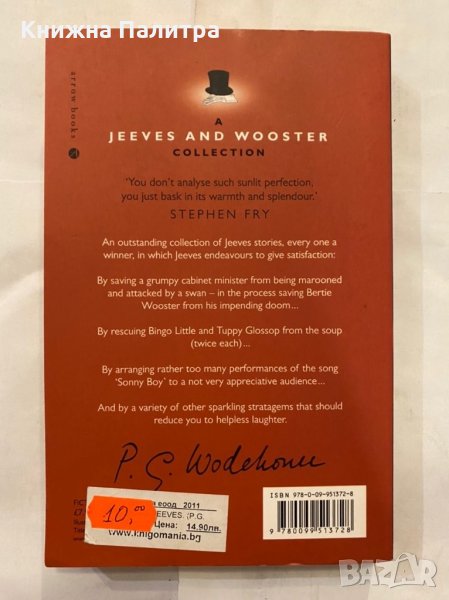 Книжна Палитра
arrow books
A
JEEVES AND WOOSTER
COLLECTION
'You don't analyse such sunlit perfection,
you just bask in its warmth and splendour.'
STEPHEN FRY
An outstanding collection of Jeeves stories, every one a
winner, in which Jeeves endeavours to give satisfaction:
By saving a grumpy cabinet minister from being marooned
and attacked by a swan – in the process saving Bertie
Wooster from his impending doom...
By rescuing Bingo Little and Tuppy Glossop from the soup
(twice each)...
By arranging rather too many performances of the song
'Sonny Boy' to a not very appreciative audience...
And by a variety of other sparkling stratagems that should
reduce you to helpless laughter.
P. G. Wodehouse
еоод 2011
JEEVES. (P.G.
Цена: 14.90лв.
www.knigomania.bg
10,00
ISBN 978-0-09-951372-8
9 780099 513728
BAZAR